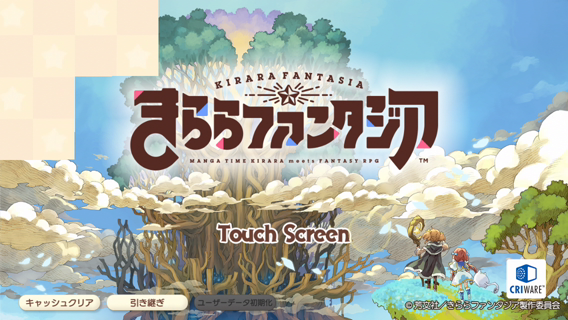 KIRARA FANTASIA
きららファンタジア
MANGA TIME KIRARA meets FANTASY RPG
TM
Touch Screen
CRIWARE
キャッシュクリア
引き継ぎ
ユーザーデータ初期化
© 芳文社／きららファンタジア製作委員会